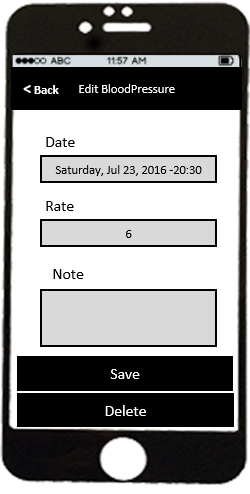 ABC 11:57 AM
< Back Edit BloodPressure
Date
Saturday, Jul 23, 2016 -20:30
Rate
6
Note
Save
Delete